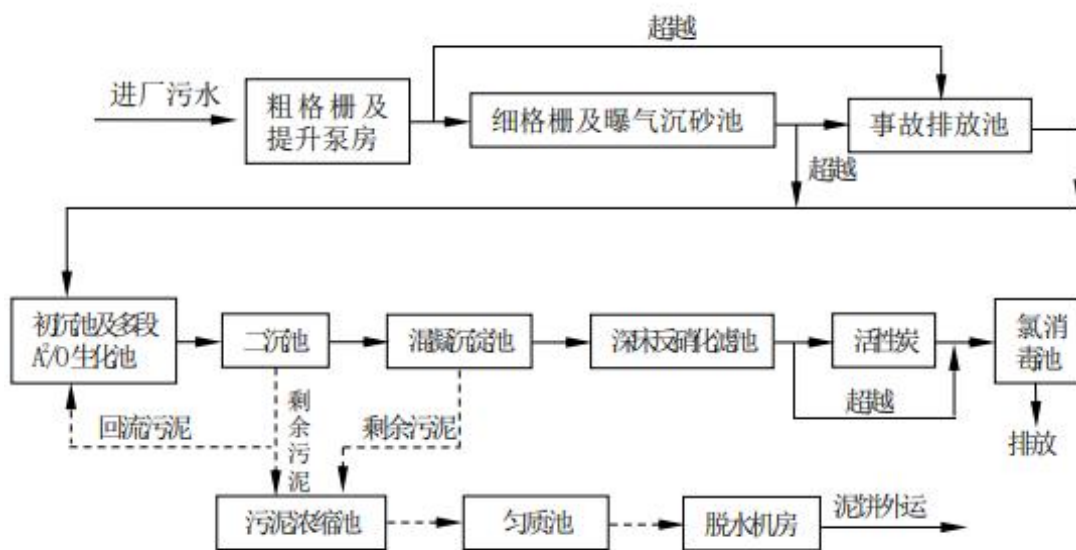 超越
进厂污水
粗格栅及
提升泵房
细格栅及曝气沉砂池
事故排放池
超越
初沉池及多段
A²/O生化池
二沉池
混凝沉淀池
深床反硝化滤池
活性炭
氯消
毒池
超越
回流污泥
剩余污泥
剩余污泥
排放
污泥浓缩池
匀质池
脱水机房
泥饼外运